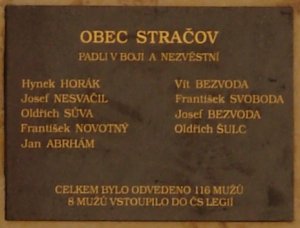 OBEC STRAČOV
PADLI V BOJI A NEZVĚSTNÍ
Hynek HORÁK
Josef NESVAČIL
Oldřich SŮVA
František NOVOTNÝ
Jan ABRHÁM
Vít BEZVODA
František SVOBODA
Josef BEZVODA
Oldřich ŠULC
CELKEM BYLO ODVEDENO 116 MUŽŮ
8 MUŽŮ VSTOUPILO DO ČS LEGIÍ